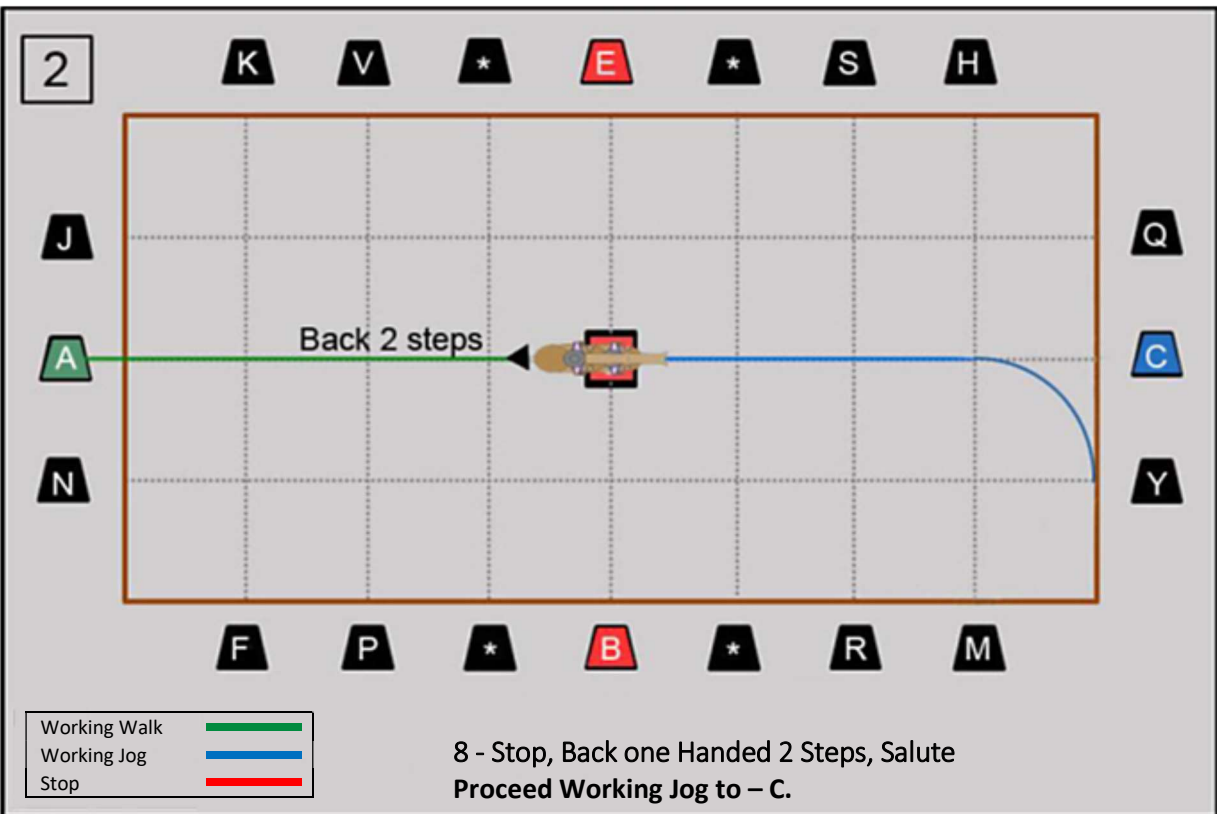 2
K V * E * S H
J Q
Back 2 steps
A C
N Y
F P * B * R M
Working Walk
Working Jog
Stop
8 - Stop, Back one Handed 2 Steps, Salute
Proceed Working Jog to – C.